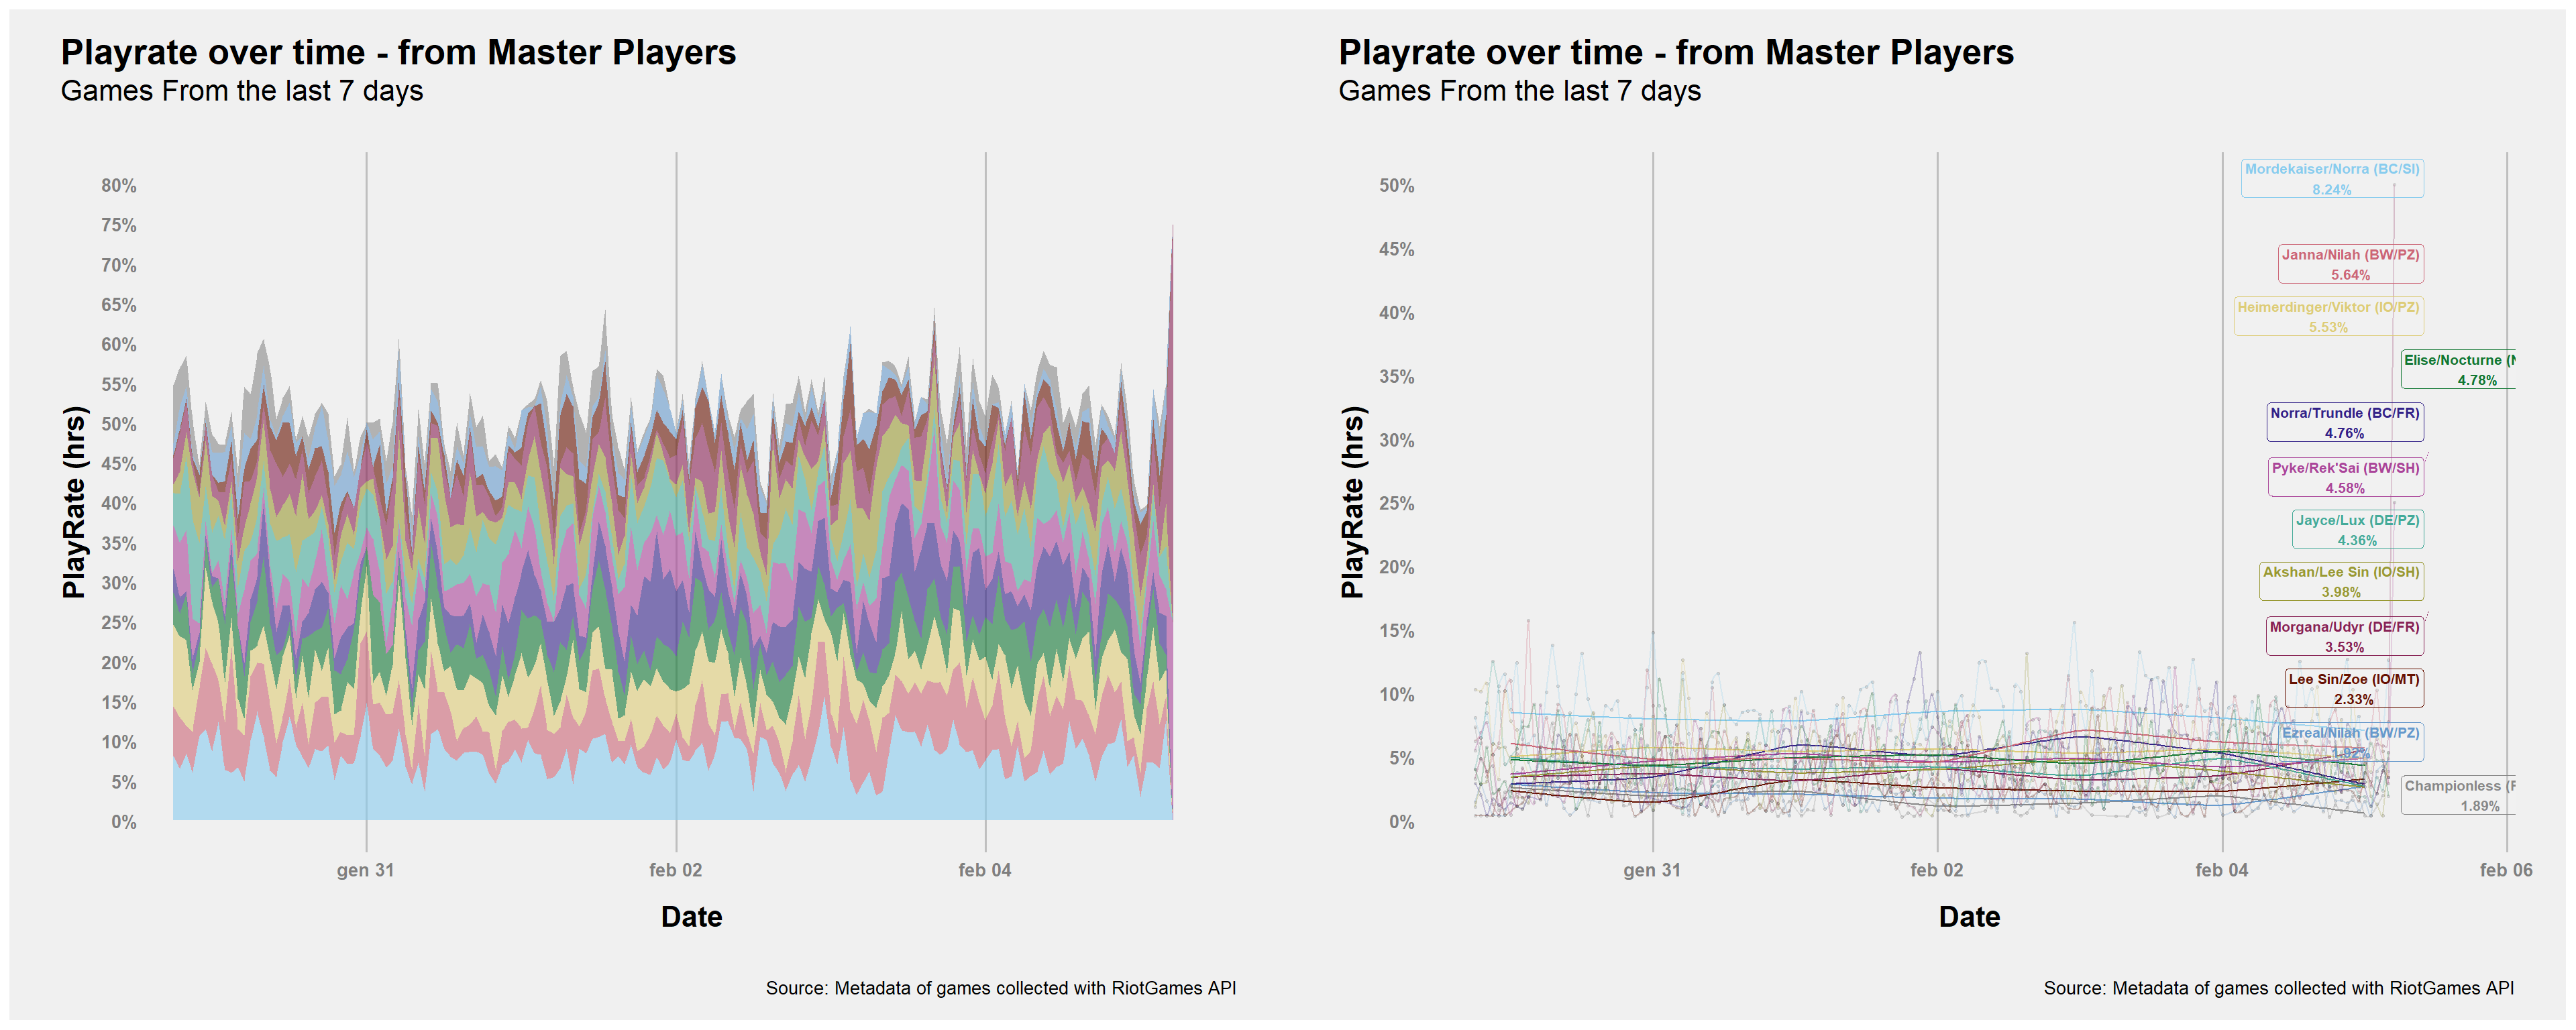 Playrate over time - from Master Players
Games From the last 7 days
PlayRate (hrs)
80%
75%
70%
65%
60%
55%
50%
45%
40%
35%
30%
25%
20%
15%
10%
5%
0%
gen 31
feb 02
feb 04
Date
Source: Metadata of games collected with RiotGames API
Playrate over time - from Master Players
Games From the last 7 days
PlayRate (hrs)
50%
45%
40%
35%
30%
25%
20%
15%
10%
5%
0%
Mordekaiser/Norra (BC/SI)
8.24%
Janna/Nilah (BW/PZ)
5.64%
Heimerdinger/Viktor (IO/PZ)
5.53%
Elise/Nocturne (
4.78%
Norra/Trundle (BC/FR)
4.76%
Pyke/Rek'Sai (BW/SH)
4.58%
Jayce/Lux (DE/PZ)
4.36%
Akshan/Lee Sin (IO/SH)
3.98%
Morgana/Udyr (DE/FR)
3.53%
Lee Sin/Zoe (IO/MT)
2.33%
Ezreal/Nilah (BW/PZ)
1.92%
Championless (
1.89%
gen 31
feb 02
feb 04
feb 06
Date
Source: Metadata of games collected with RiotGames API